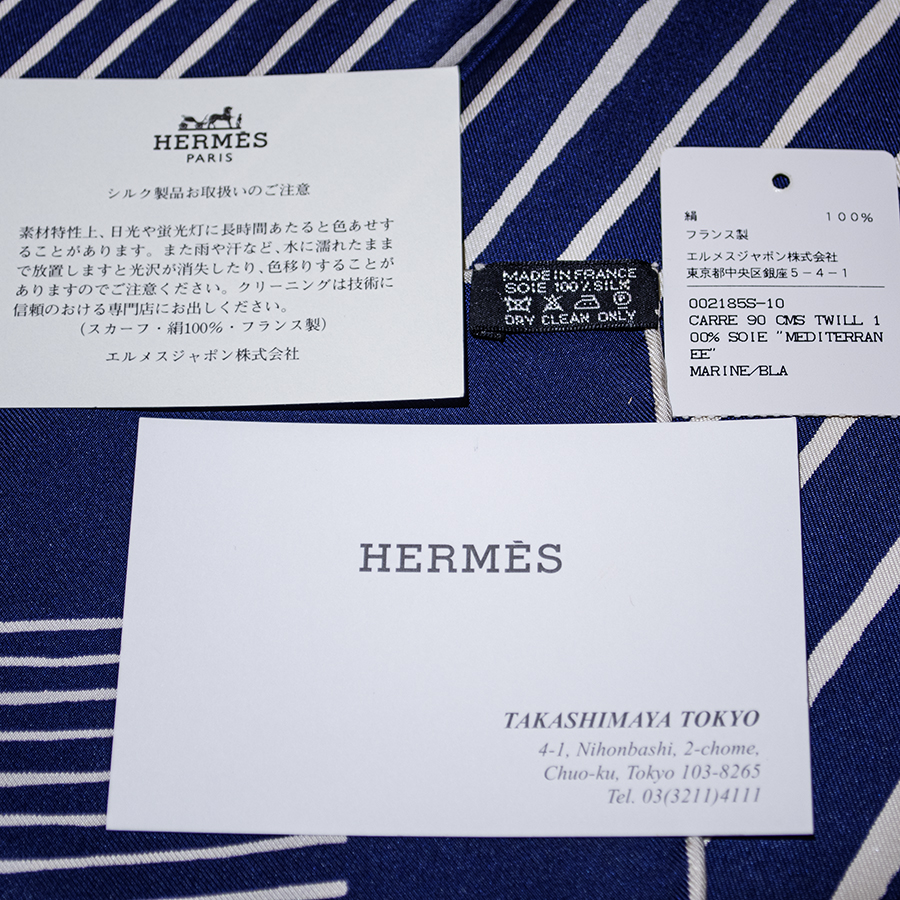 HERMÈS
PARIS
シルク製品お取扱いのご注意
素材特性上、日光や蛍光灯に長時間あたると色あせす
ることがあります。また雨や汗など、水に濡れたまま
で放置しますと光沢が消失したり、色移りすることが
ありますのでご注意ください。クリーニングは技術に
信頼のおける専門店にお出しください。
(スカーフ・絹100%・フランス製)
エルメスジャポン株式会社
MADE IN FRANCE
SOIE 100% SILK
DRY CLEAN ONLY
絹 100%
フランス製
エルメスジャポン株式会社
東京都中央区銀座5-4-1
002185S-10
CARRE 90 CMS TWILL 1
00% SOIE "MEDITERRAN
EE"
MARINE/BLA
HERMÈS
TAKASHIMAYA TOKYO
4-1, Nihonbashi, 2-chome,
Chuo-ku, Tokyo 103-8265
Tel. 03(3211)4111